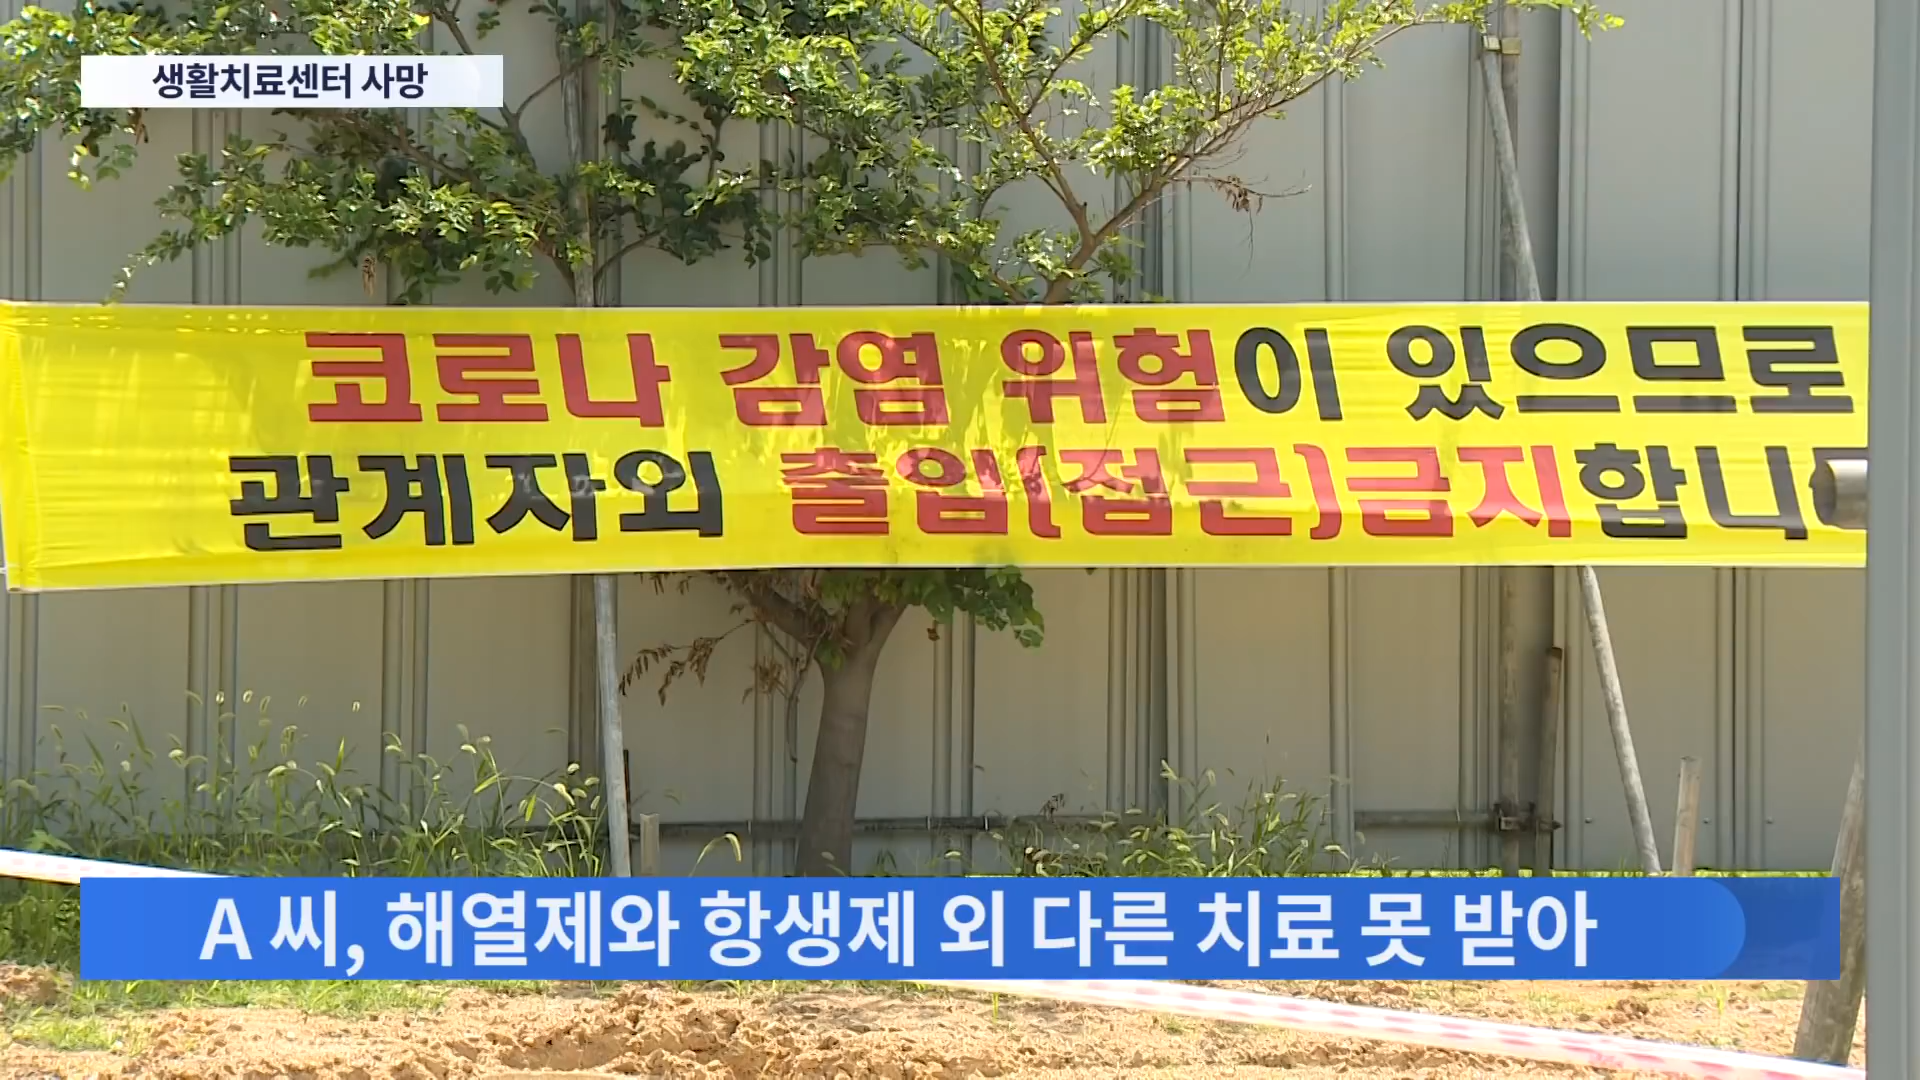 생활치료센터 사망
코로나 감염 위험이 있으므로
관계자외 출입(접근)금지합니
A 씨, 해열제와 항생제 외 다른 치료 못 받아